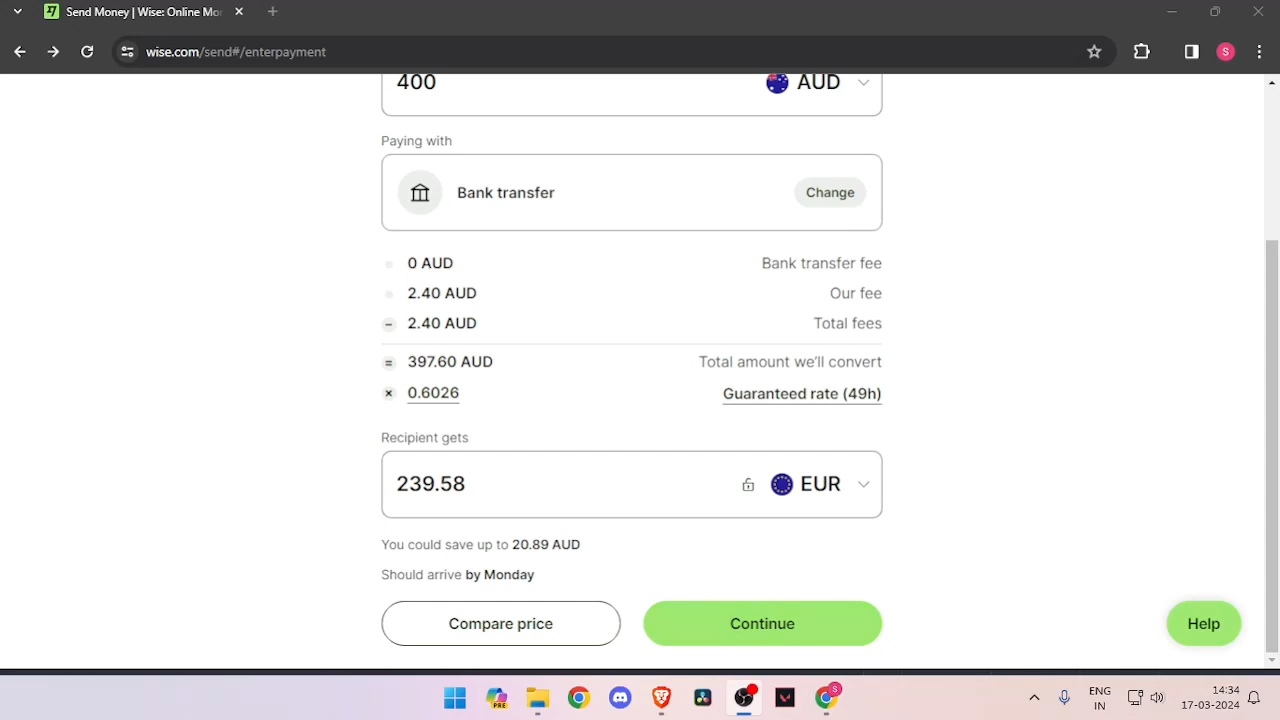 Send Money | Wise: Online Mo
wise.com/send#/enterpayment
S
400
AUD
Paying with
Bank transfer
Change
0 AUD Bank transfer fee
2.40 AUD Our fee
− 2.40 AUD Total fees
= 397.60 AUD Total amount we'll convert
× 0.6026 Guaranteed rate (49h)
Recipient gets
239.58
EUR
You could save up to 20.89 AUD
Should arrive by Monday
Compare price
Continue
Help
PRE
S
ENG
IN
14:34
17-03-2024